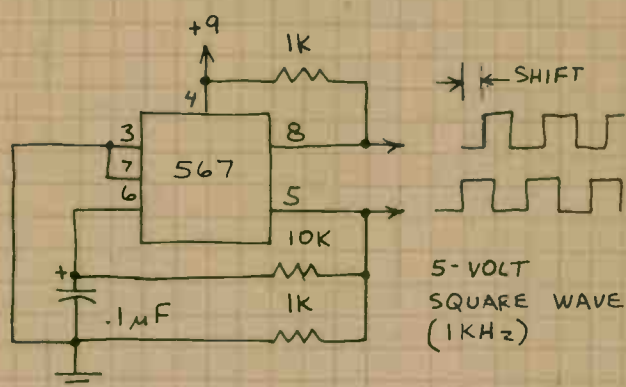 +9
1K
SHIFT
4
3
8
7
567
6
5
10K
+
.1µF
1K
5-VOLT
SQUARE WAVE
(1KHz)